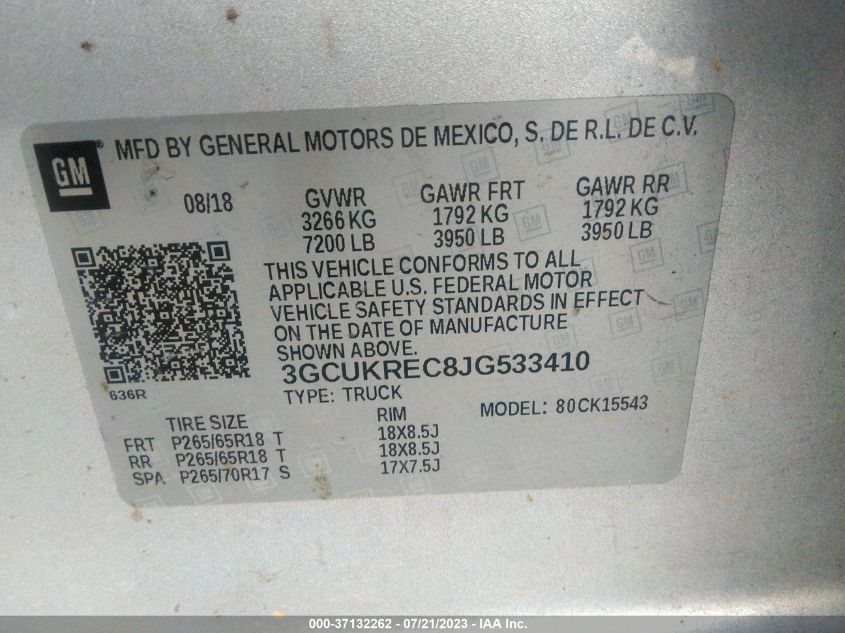 GM
MFD BY GENERAL MOTORS DE MEXICO, S. DE R.L. DE C.V.
08/18 GVWR GAWR FRT GAWR RR
3266 KG 1792 KG 1792 KG
7200 LB 3950 LB 3950 LB
THIS VEHICLE CONFORMS TO ALL
APPLICABLE U.S. FEDERAL MOTOR
VEHICLE SAFETY STANDARDS IN EFFECT
ON THE DATE OF MANUFACTURE
SHOWN ABOVE.
3GCUKREC8JG533410
636R
TYPE: TRUCK
MODEL: 80CK15543
TIRE SIZE RIM
FRT P265/65R18 T 18X8.5J
RR P265/65R18 T 18X8.5J
SPA P265/70R17 S 17X7.5J
000-37132262 - 07/21/2023 - IAA Inc.